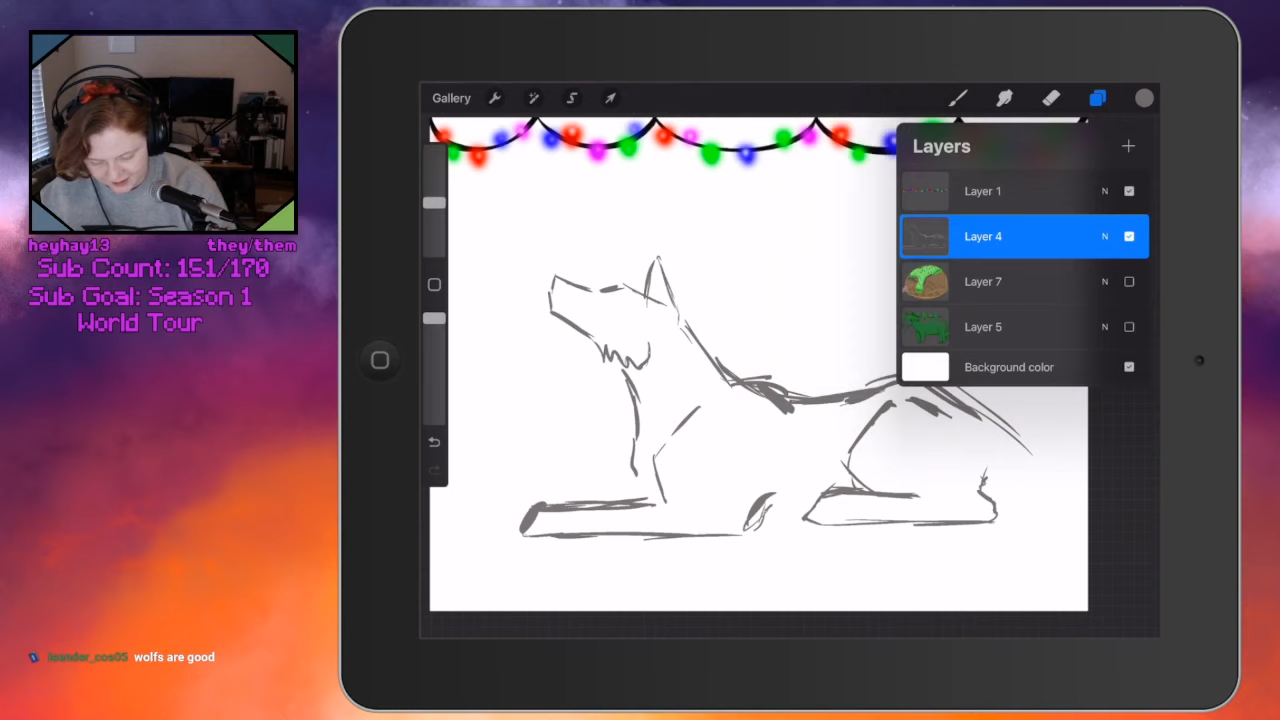 heyhay13 they/them
Sub Count: 151/170
Sub Goal: Season 1
World Tour
Gallery
Layers
Layer 1 N
Layer 4 N
Layer 7 N
Layer 5 N
Background color
wolfs are good